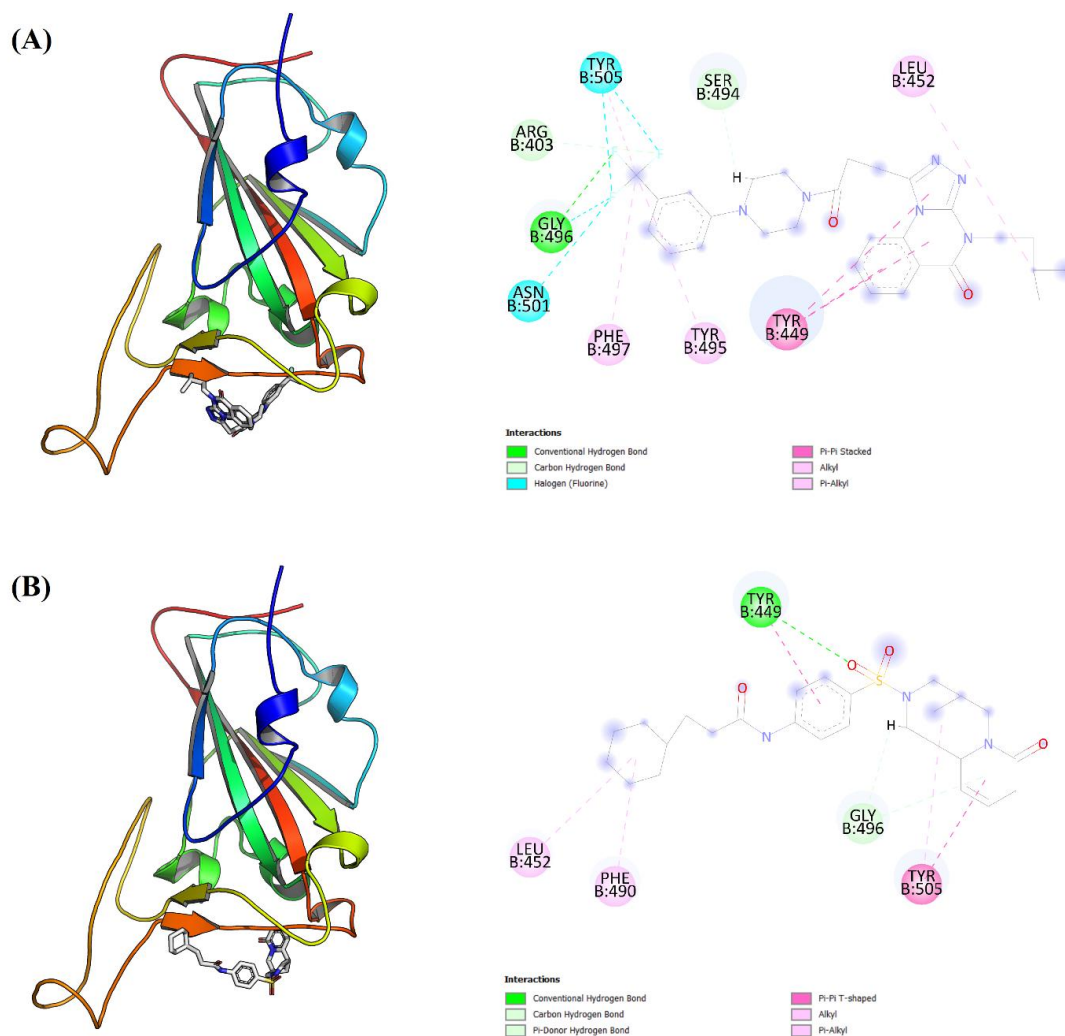 (A)
TYR
B:505
SER
B:494
LEU
B:452
ARG
B:403
H
N
N
N
N
O
N
N
GLY
B:496
O
ASN
B:501
PHE
B:497
TYR
B:495
TYR
B:449
Interactions
Conventional Hydrogen Bond
Carbon Hydrogen Bond
Halogen (Fluorine)
Pi-Pi Stacked
Alkyl
Pi-Alkyl
(B)
TYR
B:449
O
O
O
S
N
N
H
N
O
GLY
B:496
LEU
B:452
PHE
B:490
TYR
B:505
Interactions
Conventional Hydrogen Bond
Carbon Hydrogen Bond
Pi-Donor Hydrogen Bond
Pi-Pi T-shaped
Alkyl
Pi-Alkyl